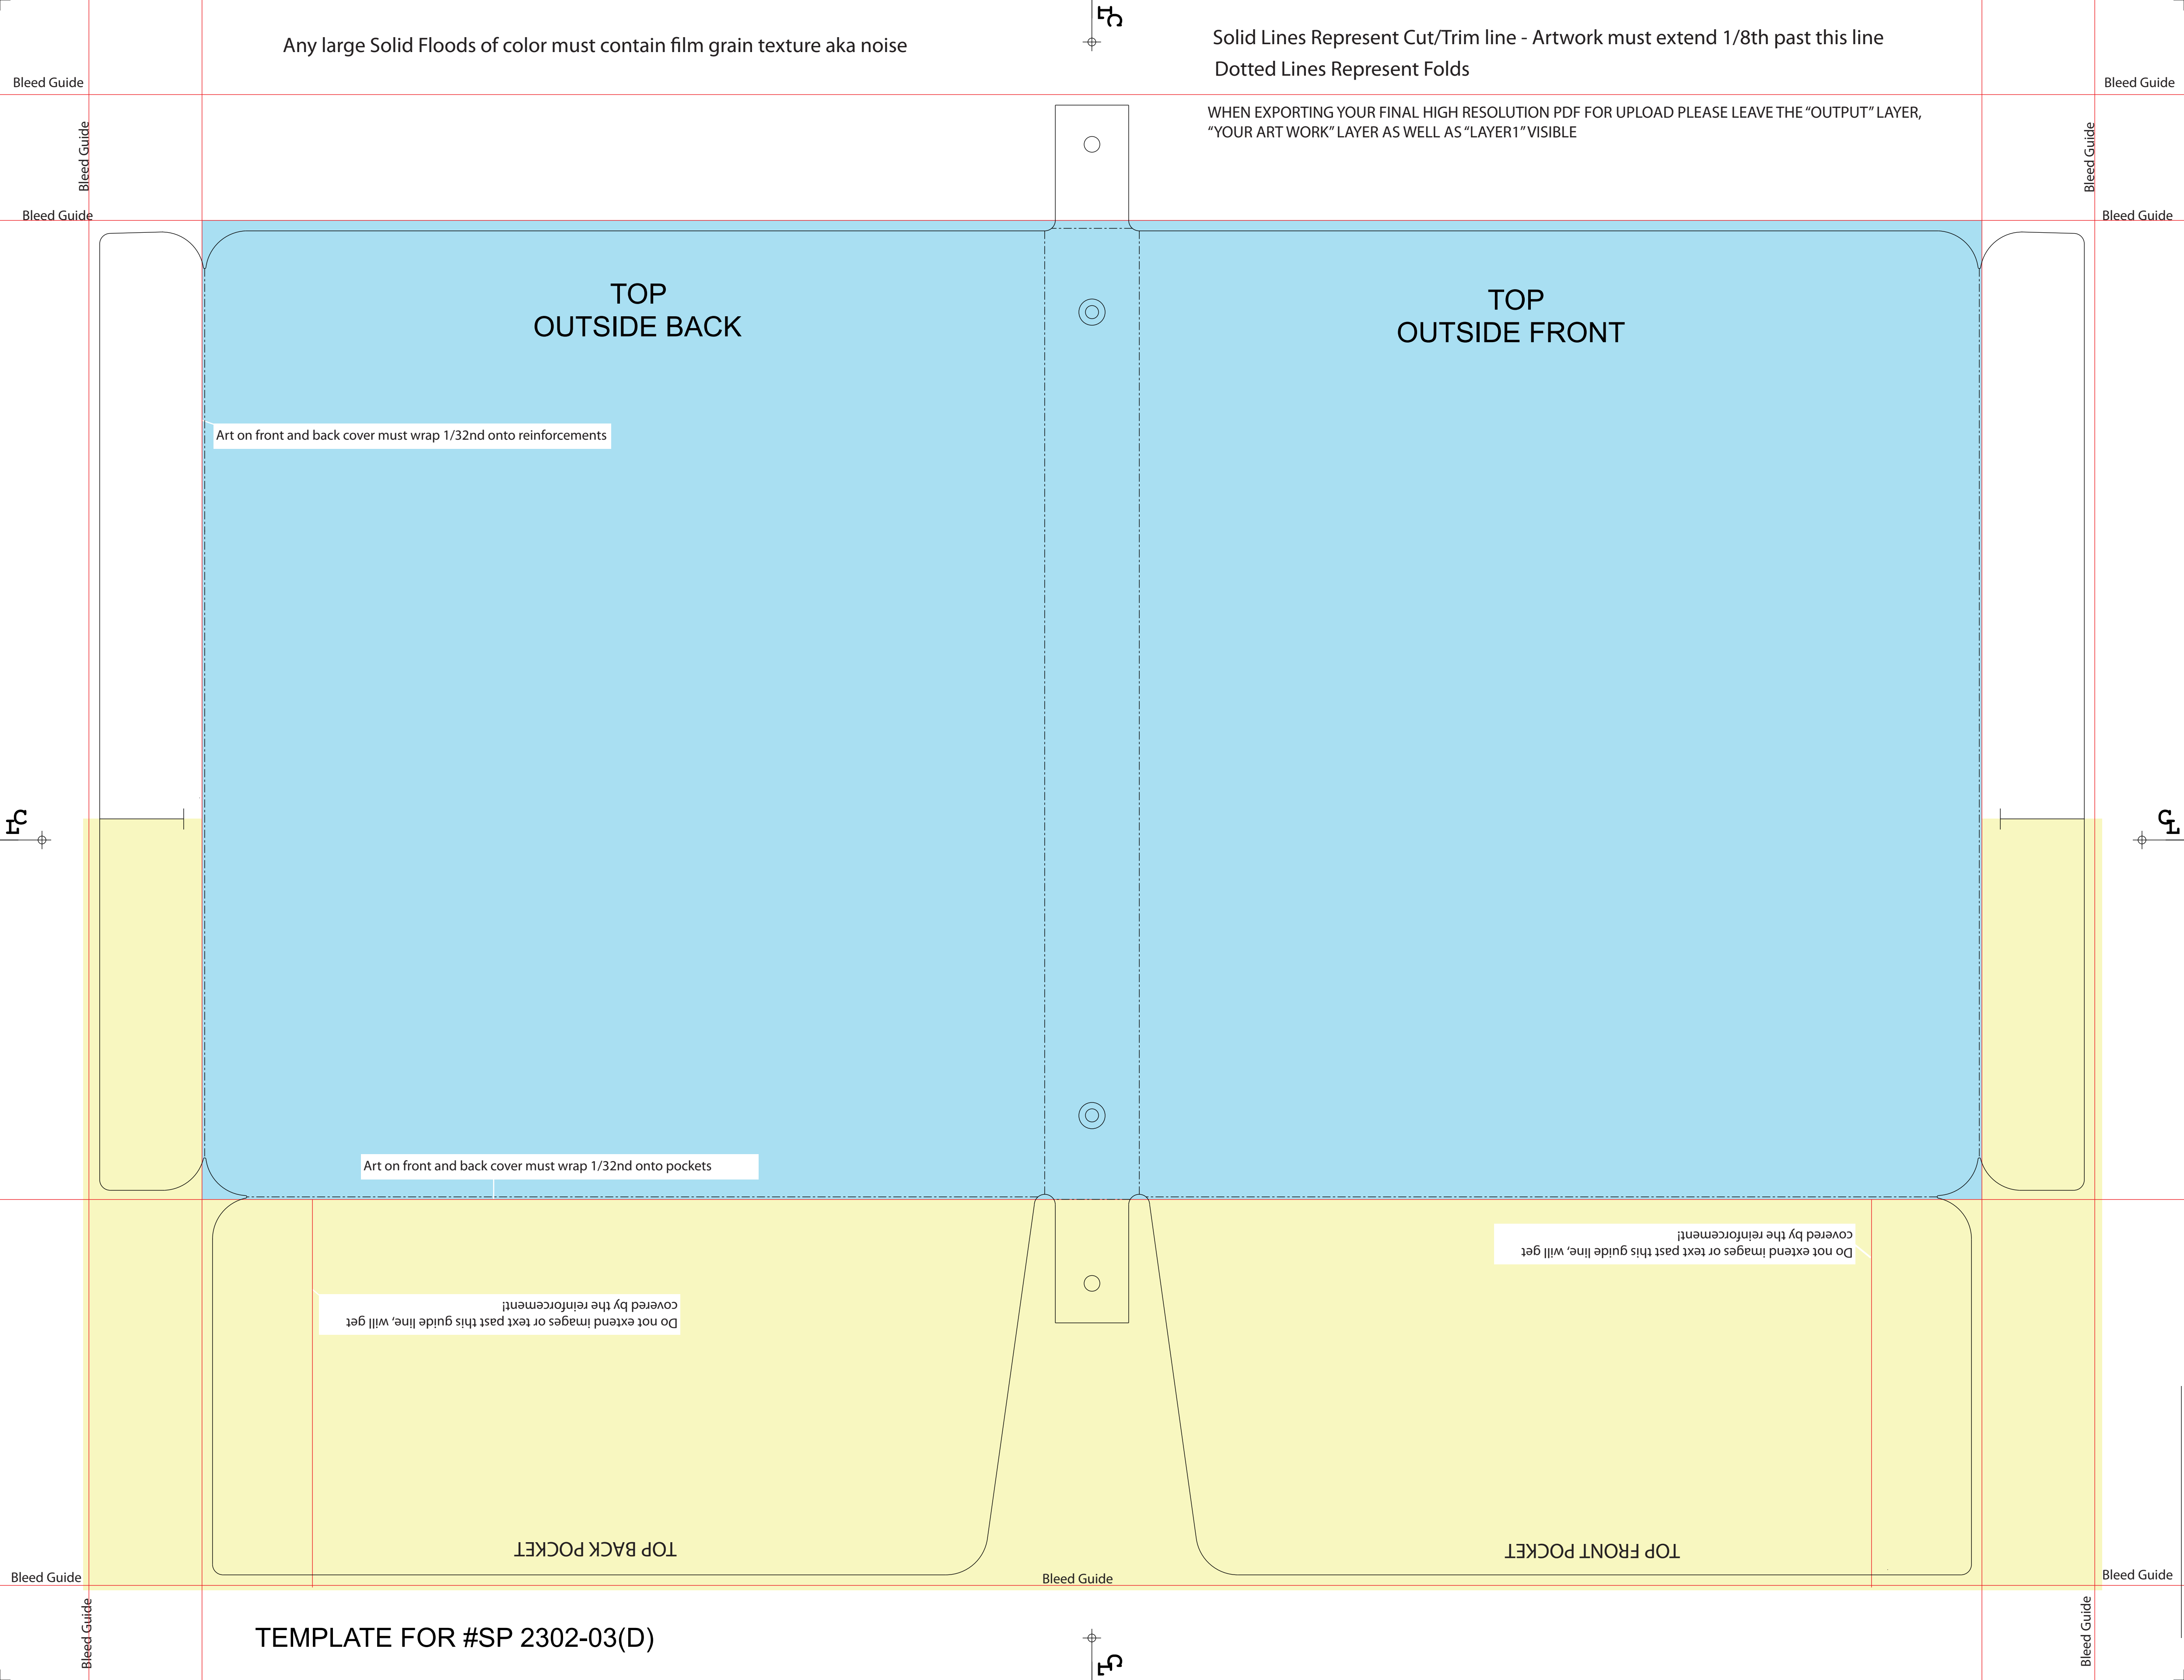 Any large Solid Floods of color must contain film grain texture aka noise
Solid Lines Represent Cut/Trim line - Artwork must extend 1/8th past this line
Dotted Lines Represent Folds
Bleed Guide
Bleed Guide
WHEN EXPORTING YOUR FINAL HIGH RESOLUTION PDF FOR UPLOAD PLEASE LEAVE THE “OUTPUT” LAYER,
“YOUR ART WORK” LAYER AS WELL AS “LAYER1” VISIBLE
Bleed Guide
Bleed Guide
Bleed Guide
Bleed Guide
TOP
OUTSIDE BACK
TOP
OUTSIDE FRONT
Art on front and back cover must wrap 1/32nd onto reinforcements
CL
CL
CL
Art on front and back cover must wrap 1/32nd onto pockets
Do not extend images or text past this guide line, will get
covered by the reinforcement!
Do not extend images or text past this guide line, will get
covered by the reinforcement!
TOP BACK POCKET
TOP FRONT POCKET
Bleed Guide
Bleed Guide
Bleed Guide
Bleed Guide
Bleed Guide
TEMPLATE FOR #SP 2302-03(D)
CL